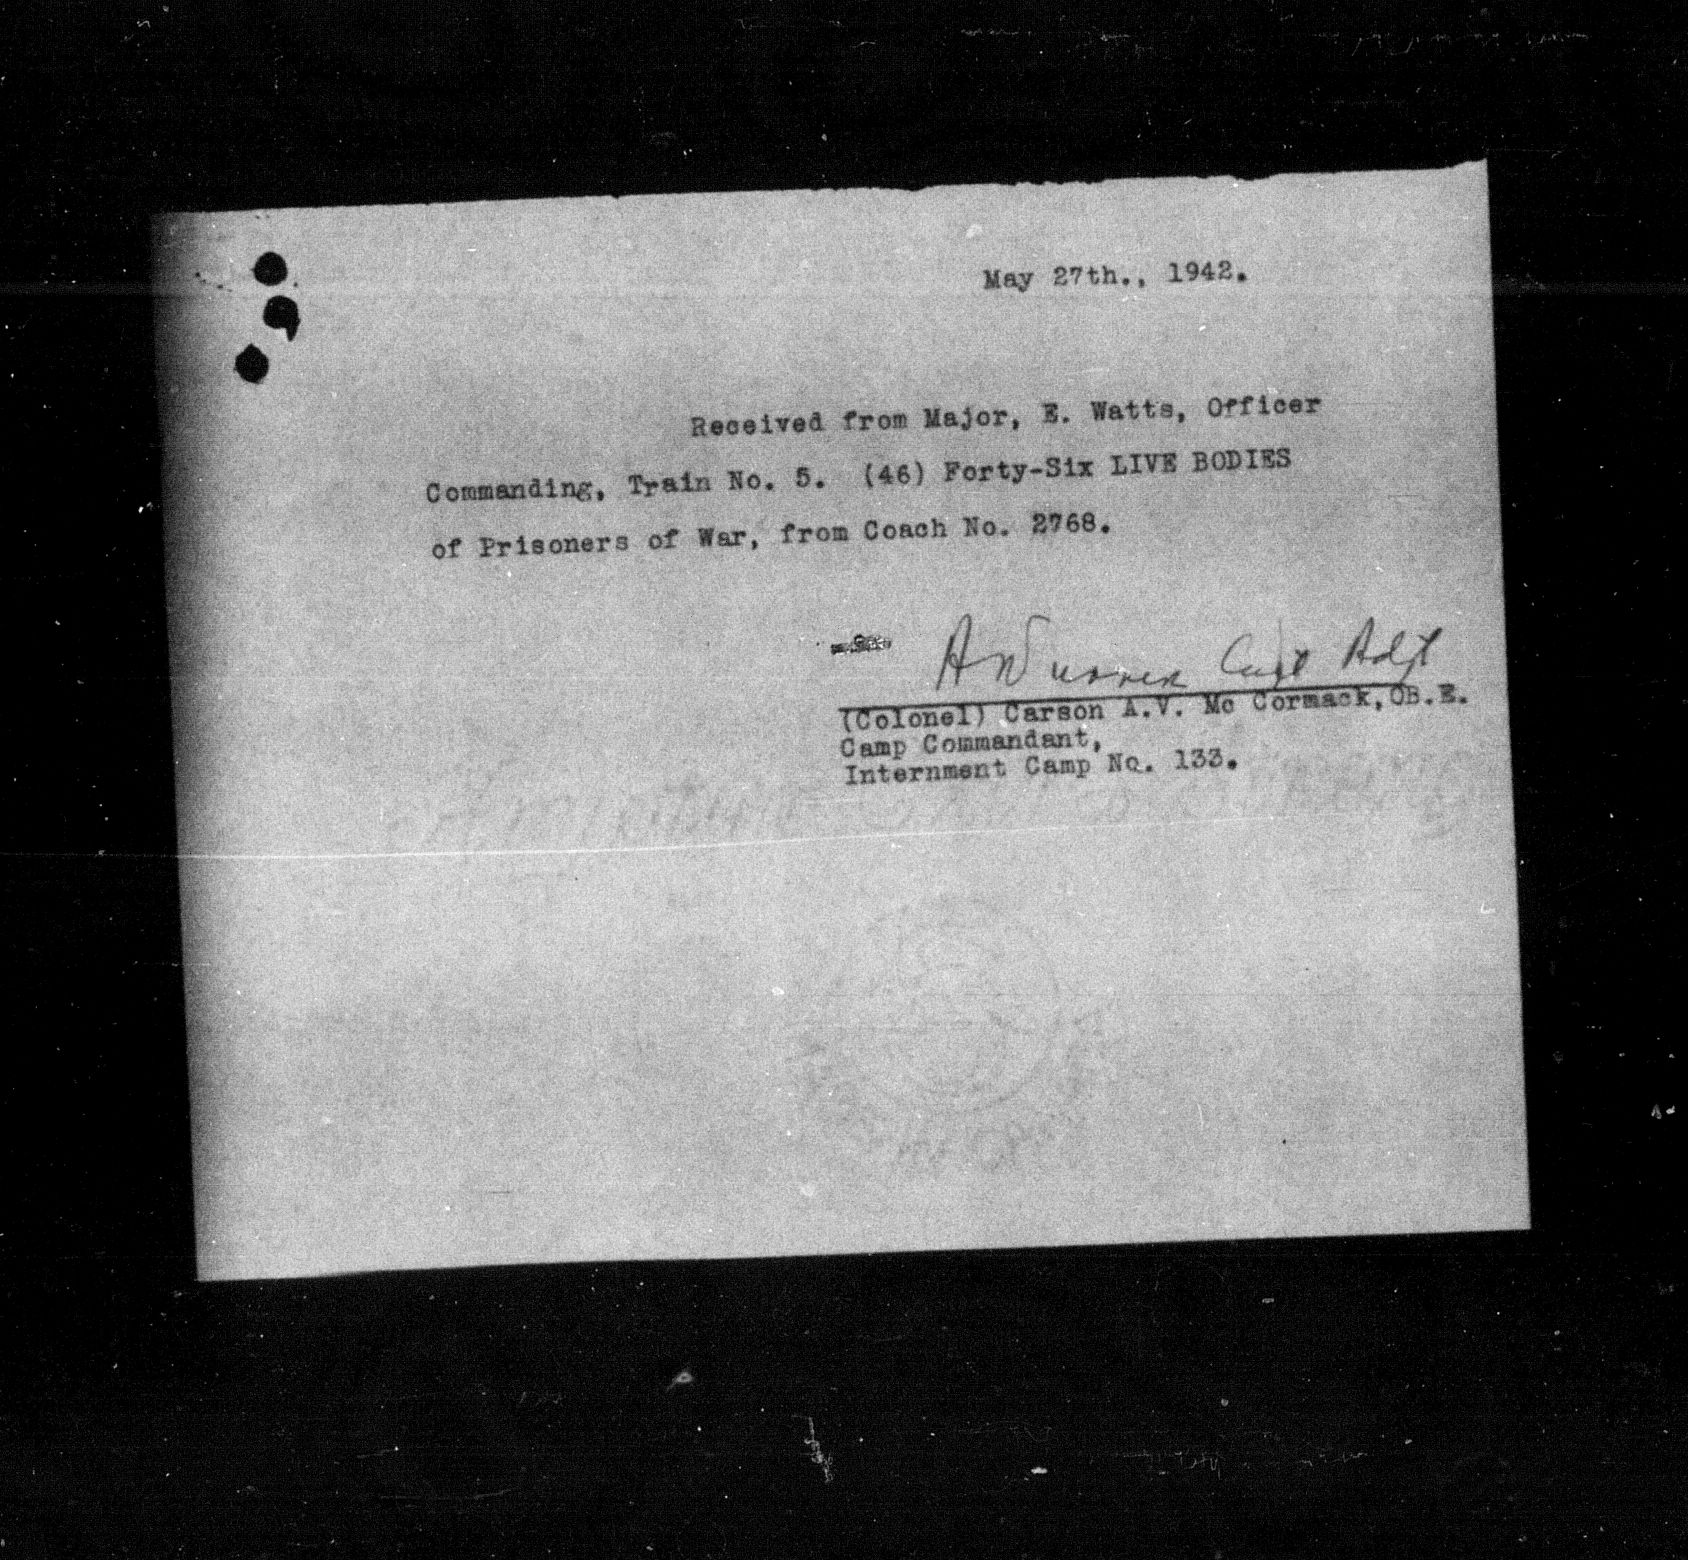 May 27th., 1942.
Received from Major, E. Watts, Officer
Commanding, Train No. 5. (46) Forty-Six LIVE BODIES
of Prisoners of War, from Coach No. 2768.
Capt Adjt
(Colonel) Carson A.V. Mc Cormack, OB.E.
Camp Commandant,
Internment Camp No. 133.